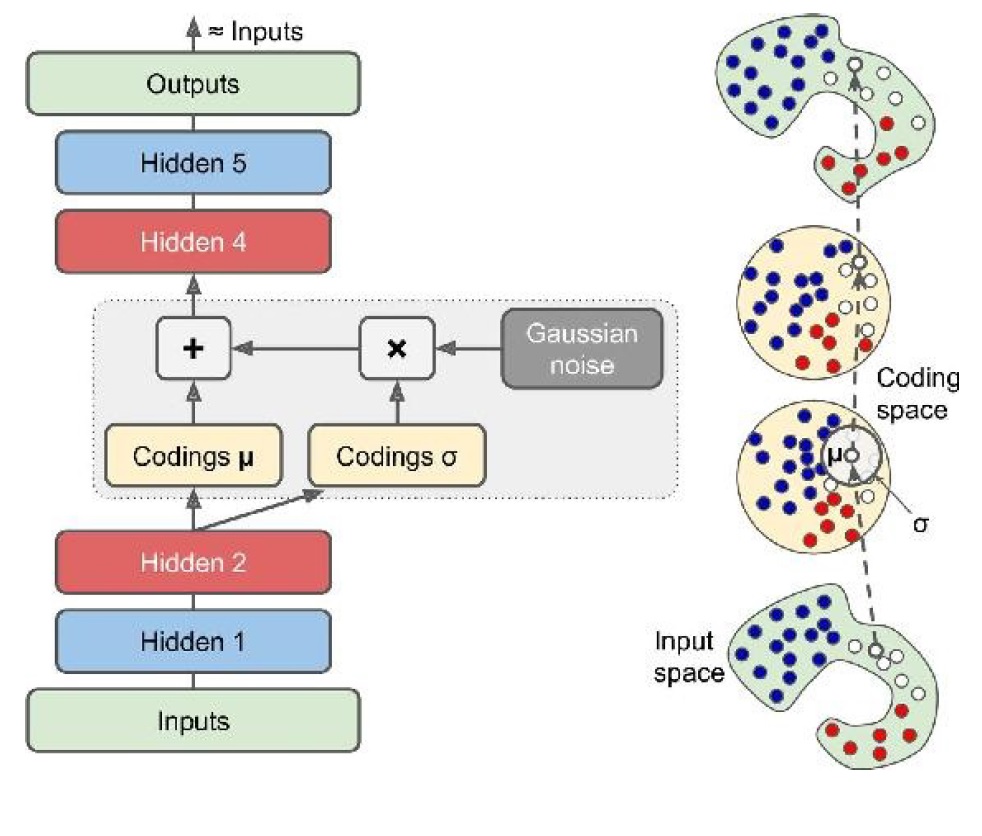 ≈ Inputs
Outputs
Hidden 5
Hidden 4
+
×
Gaussian
noise
Codings μ
Codings σ
Hidden 2
Hidden 1
Inputs
Coding
space
μ
σ
Input
space